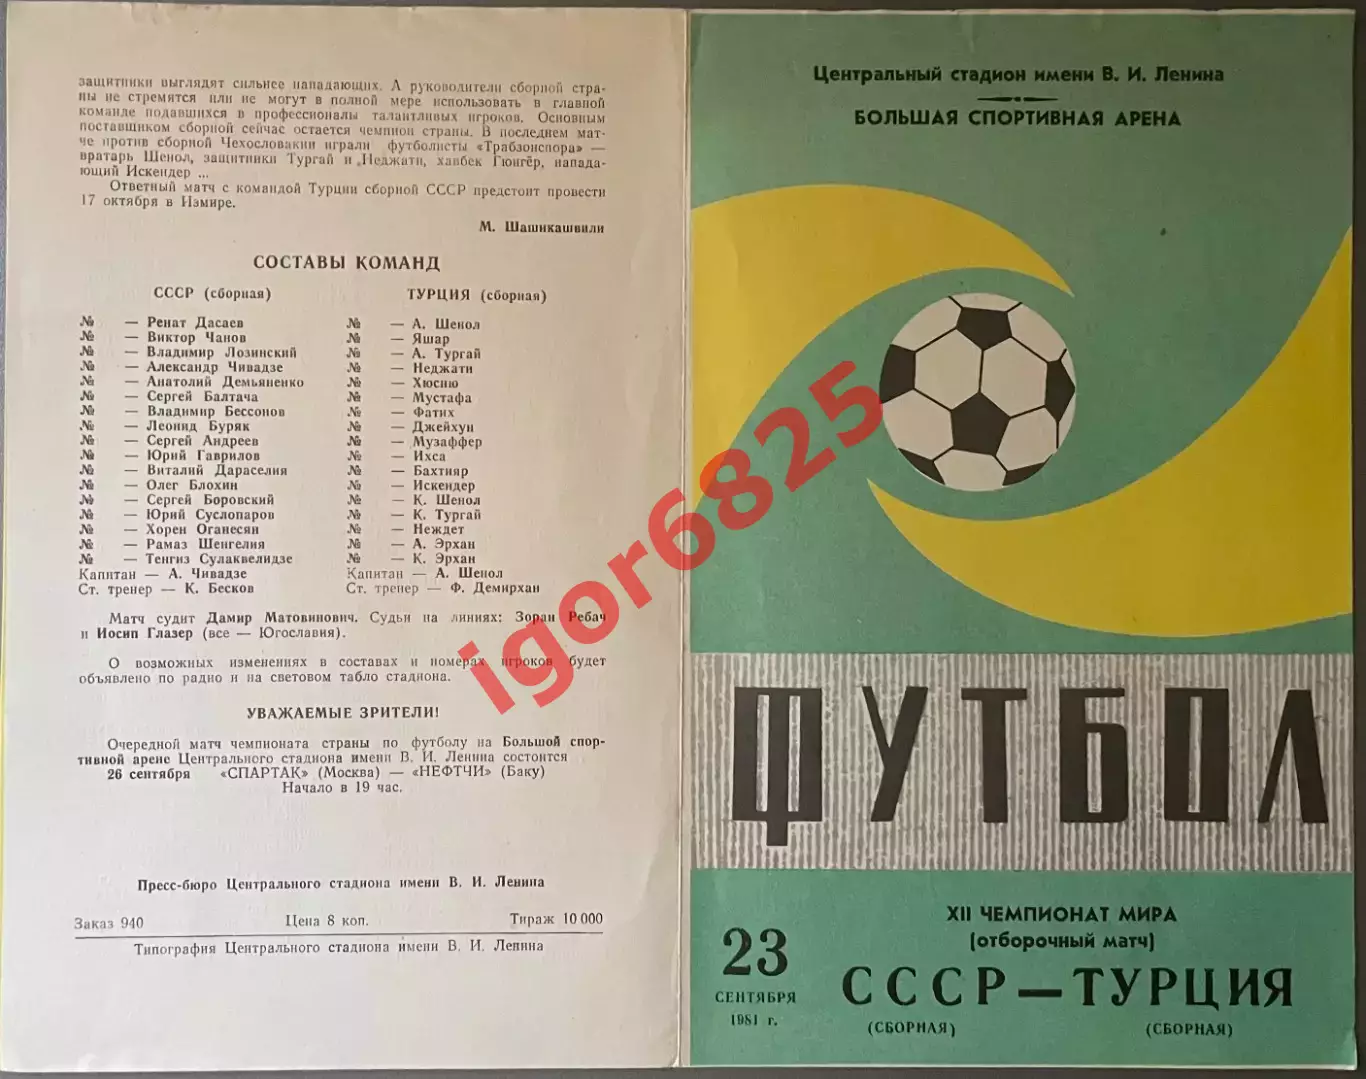 защитники выглядят сильнее нападающих. А руководители сборной стра-
ны не стремятся или не могут в полной мере использовать в главной
команде подавшихся в профессионалы талантливых игроков. Основным
поставщиком сборной сейчас остается чемпион страны. В последнем мат-
че против сборной Чехословакии играли футболисты «Трабзонспора» —
вратарь Шенол, защитники Тургай и Неджати, хавбек Гюнгёр, напада-
ющий Искендер ...
Ответный матч с командой Турции сборной СССР предстоит провести
17 октября в Измире.
М. Шашикашвили
СОСТАВЫ КОМАНД
СССР (сборная)
№ — Ренат Дасаев
№ — Виктор Чанов
№ — Владимир Лозинский
№ — Александр Чивадзе
№ — Анатолий Демьяненко
№ — Сергей Балтача
№ — Владимир Бессонов
№ — Леонид Буряк
№ — Сергей Андреев
№ — Юрий Гаврилов
№ — Виталий Дараселия
№ — Олег Блохин
№ — Сергей Боровский
№ — Юрий Суслопаров
№ — Хорен Оганесян
№ — Рамаз Шенгелия
№ — Тенгиз Сулаквелидзе
Капитан — А. Чивадзе
Ст. тренер — К. Бесков
ТУРЦИЯ (сборная)
№ — А. Шенол
№ — Яшар
№ — А. Тургай
№ — Неджати
№ — Хюсню
№ — Мустафа
№ — Фатих
№ — Джейхун
№ — Музаффер
№ — Ихса
№ — Бахтияр
№ — Искендер
№ — К. Шенол
№ — К. Тургай
№ — Неждет
№ — А. Эрхан
№ — К. Эрхан
Капитан — А. Шенол
Ст. тренер — Ф. Демирхан
Матч судит Дамир Матовинович. Судьи на линиях: Зоран Ребач
и Иосип Глазер (все — Югославия).
О возможных изменениях в составах и номерах игроков будет
объявлено по радио и на световом табло стадиона.
УВАЖАЕМЫЕ ЗРИТЕЛИ!
Очередной матч чемпионата страны по футболу на Большой спор-
тивной арене Центрального стадиона имени В. И. Ленина состоится
26 сентября «СПАРТАК» (Москва) — «НЕФТЧИ» (Баку)
Начало в 19 час.
Пресс-бюро Центрального стадиона имени В. И. Ленина
Заказ 940 Цена 8 коп. Тираж 10 000
Типография Центрального стадиона имени В. И. Ленина
Центральный стадион имени В. И. Ленина
БОЛЬШАЯ СПОРТИВНАЯ АРЕНА
ФУТБОЛ
XII ЧЕМПИОНАТ МИРА
(отборочный матч)
23
СЕНТЯБРЯ
1981 г.
СССР — ТУРЦИЯ
(СБОРНАЯ) (СБОРНАЯ)
igor6825